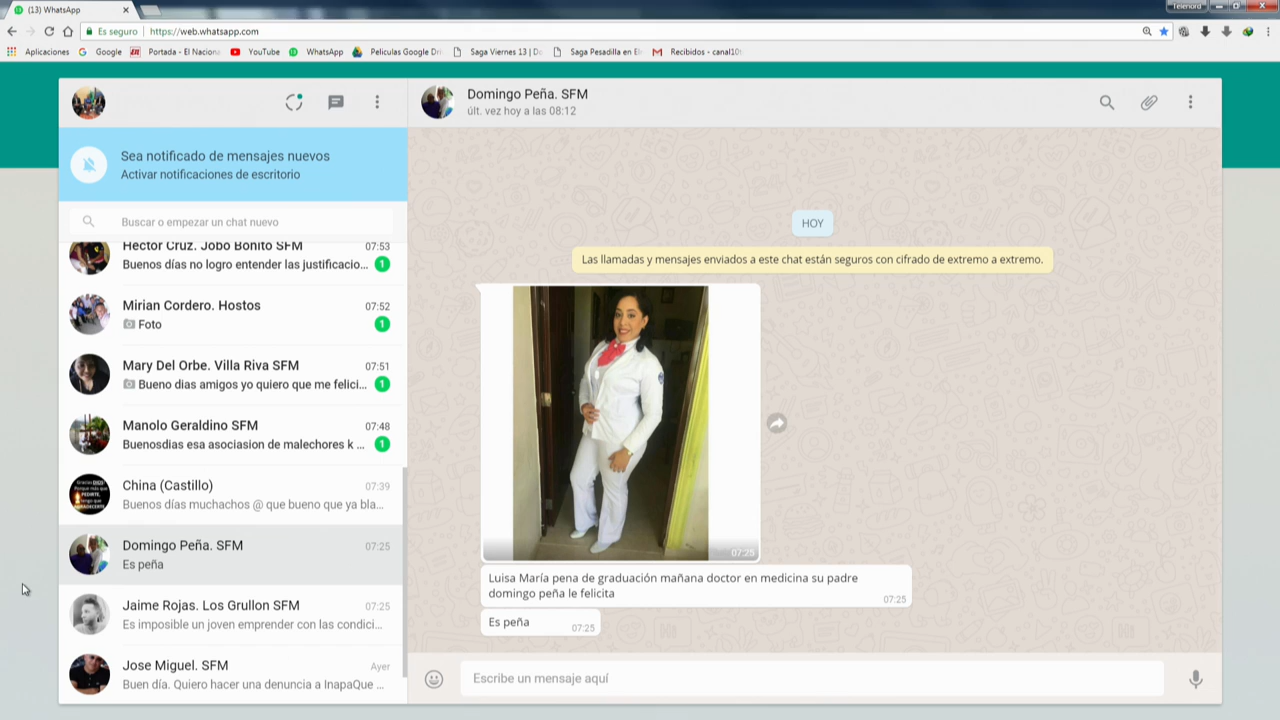 (13) WhatsApp
Telenord
Es seguro
https://web.whatsapp.com
Aplicaciones
Google
Portada - El Naciona
YouTube
WhatsApp
Peliculas Google Dri
Saga Viernes 13 | Do
Saga Pesadilla en El
Recibidos - canal10
Sea notificado de mensajes nuevos
Activar notificaciones de escritorio
Buscar o empezar un chat nuevo
Hector Cruz. Jobo Bonito SFM
07:53
Buenos días no logro entender las justificacio...
1
Mirian Cordero. Hostos
07:52
Foto
1
Mary Del Orbe. Villa Riva SFM
07:51
Bueno dias amigos yo quiero que me felici...
1
Manolo Geraldino SFM
07:48
Buenosdias esa asociasion de malechores k ...
1
China (Castillo)
07:39
Buenos días muchachos @ que bueno que ya bla...
Domingo Peña. SFM
07:25
Es peña
Jaime Rojas. Los Grullon SFM
07:25
Es imposible un joven emprender con las condici...
Jose Miguel. SFM
Ayer
Buen día. Quiero hacer una denuncia a InapaQue ...
Domingo Peña. SFM
últ. vez hoy a las 08:12
HOY
Las llamadas y mensajes enviados a este chat están seguros con cifrado de extremo a extremo.
07:25
Luisa María pena de graduación mañana doctor en medicina su padre
domingo peña le felicita
07:25
Es peña
07:25
Escribe un mensaje aquí